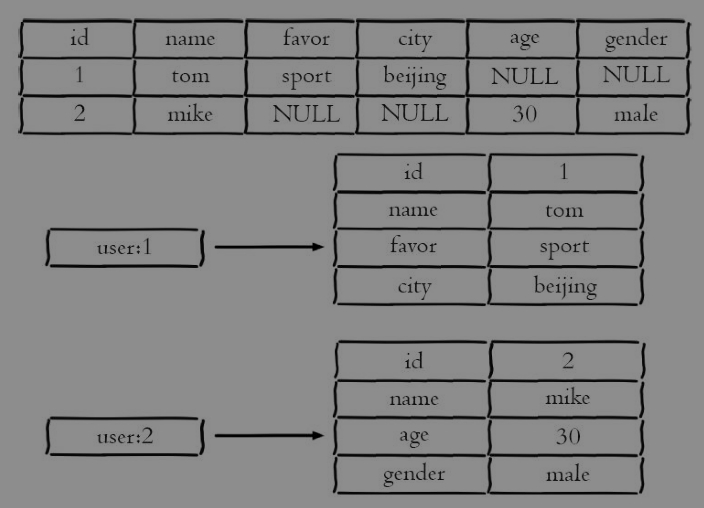 id name favor city age gender
1 tom sport beijing NULL NULL
2 mike NULL NULL 30 male
id 1
name tom
user:1 favor sport
city beijing
id 2
name mike
user:2 age 30
gender male